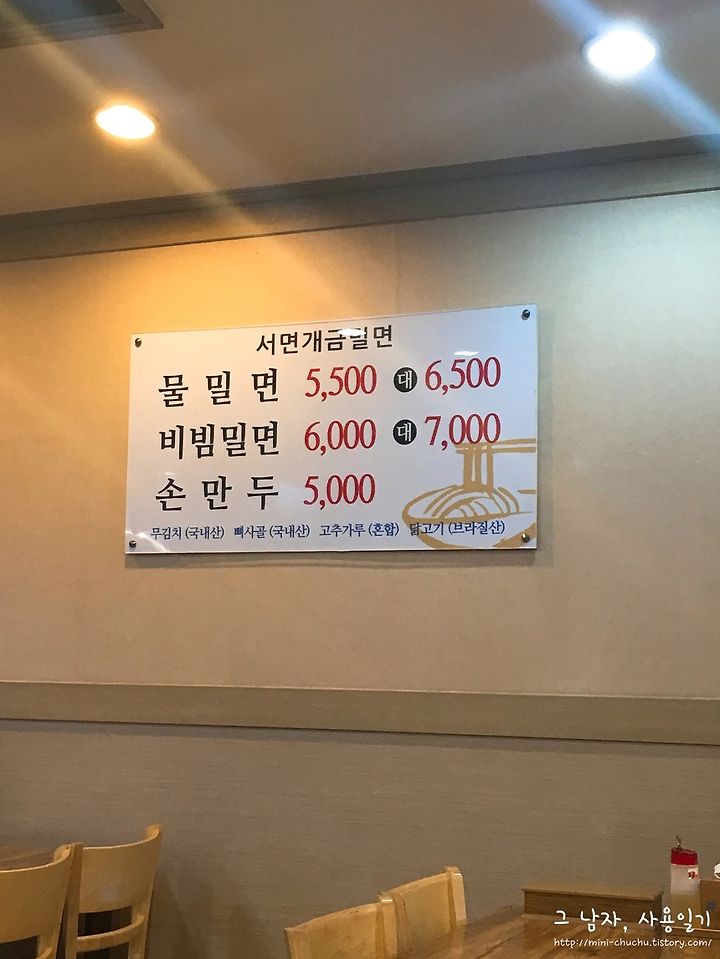 서면개금밀면
물밀면 5,500 대 6,500
비빔밀면 6,000 대 7,000
손만두 5,000
무김치 (국내산) 뼈사골 (국내산) 고추가루 (혼합) 닭고기 (브라질산)
그 남자, 사용일기
http://mini-chuchu.tistory.com